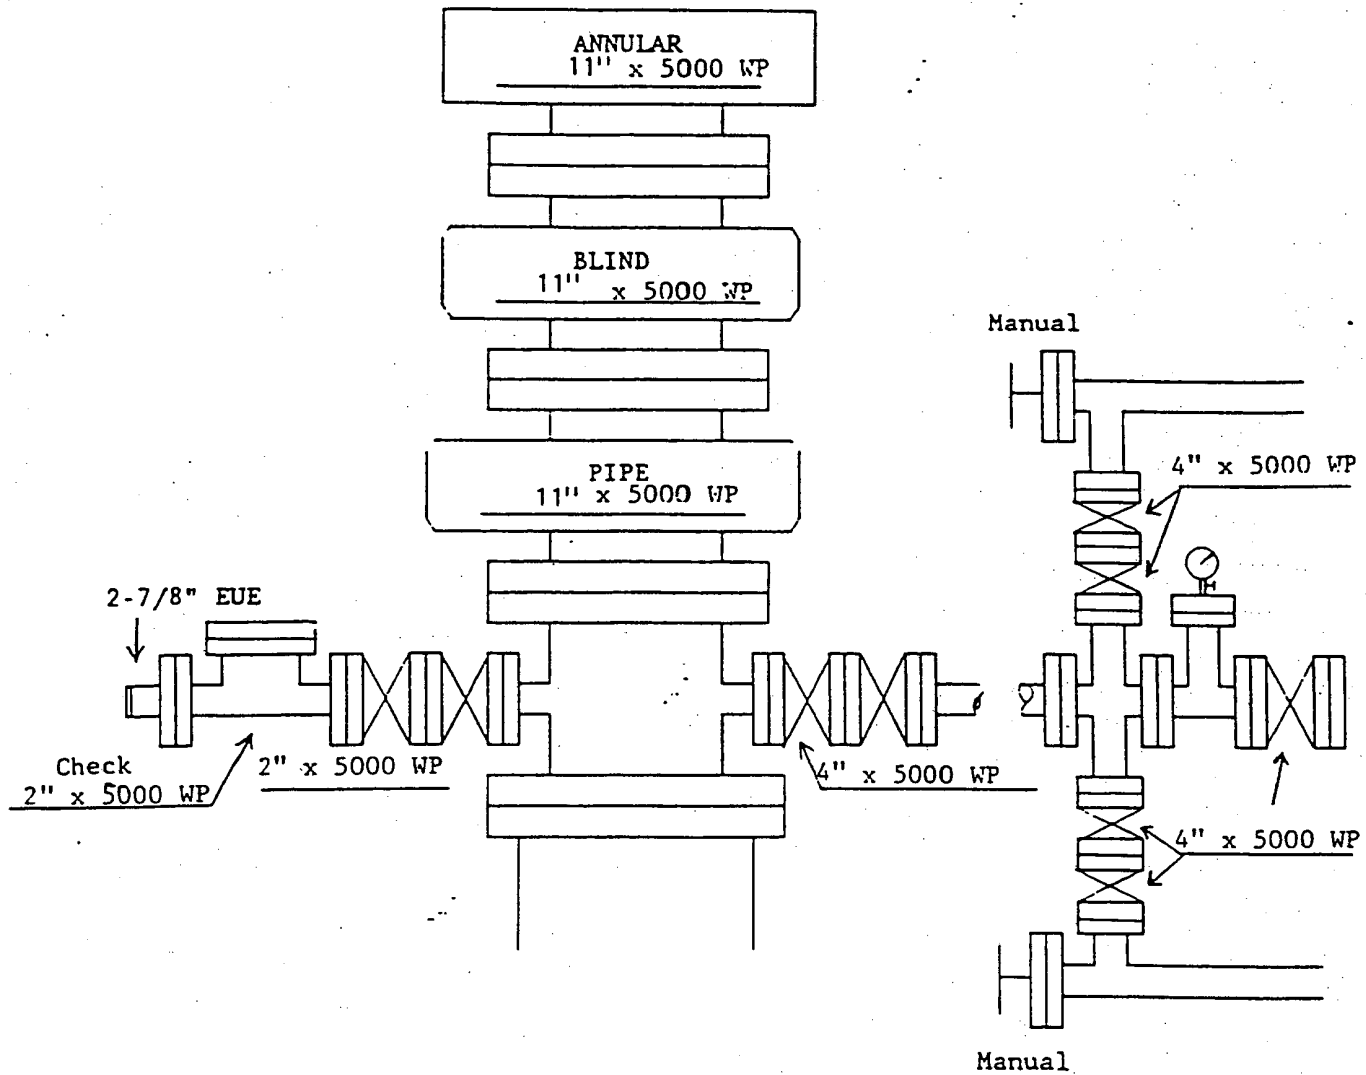 ANNULAR
11" x 5000 WP
BLIND
11" x 5000 WP
Manual
PIPE
11" x 5000 WP
4" x 5000 WP
2-7/8" EUE
Check
2" x 5000 WP
2" x 5000 WP
4" x 5000 WP
4" x 5000 WP
Manual